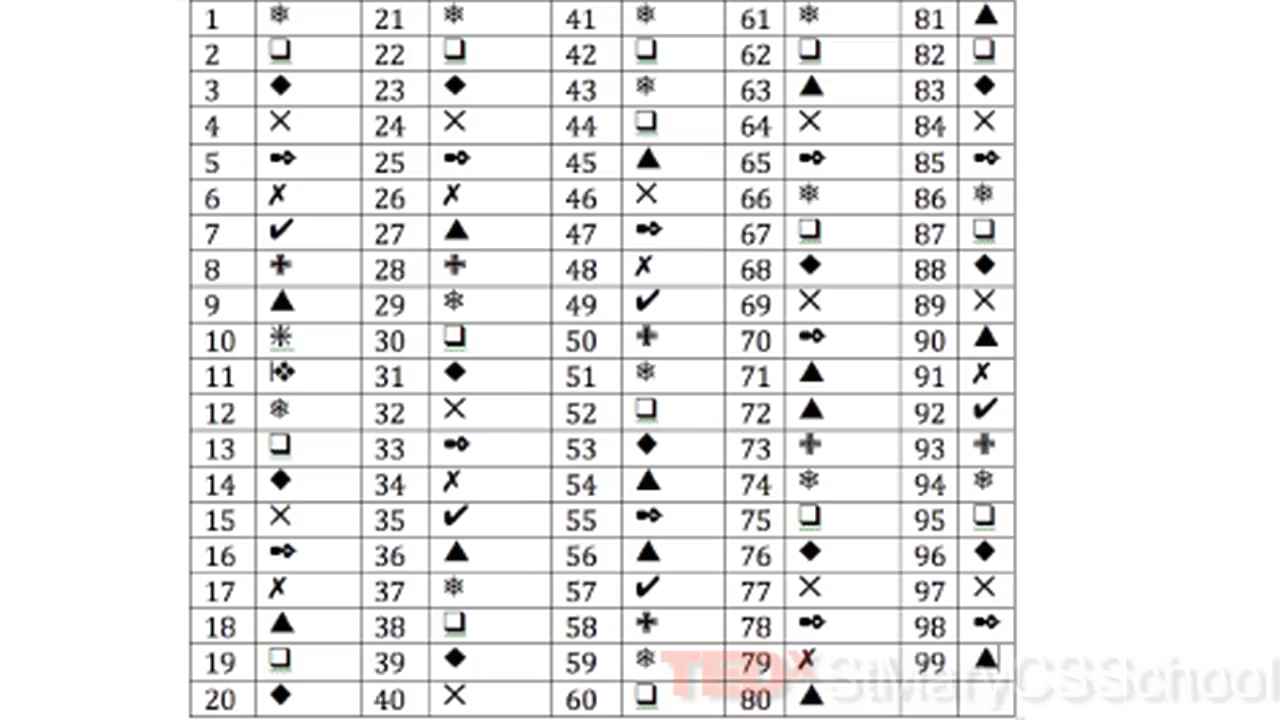 1 ❄ 21 ❄ 41 ❄ 61 ❄ 81 ▲
2 ❑ 22 ❑ 42 ❑ 62 ❑ 82 ❑
3 ◆ 23 ◆ 43 ❄ 63 ▲ 83 ◆
4 ✕ 24 ✕ 44 ❑ 64 ✕ 84 ✕
5 ✑ 25 ✑ 45 ▲ 65 ✑ 85 ✑
6 ✗ 26 ✗ 46 ✕ 66 ❄ 86 ❄
7 ✔ 27 ▲ 47 ✑ 67 ❑ 87 ❑
8 ✚ 28 ✚ 48 ✗ 68 ◆ 88 ◆
9 ▲ 29 ❄ 49 ✔ 69 ✕ 89 ✕
10 ✳ 30 ❑ 50 ✚ 70 ✑ 90 ▲
11 ❖ 31 ◆ 51 ❄ 71 ▲ 91 ✗
12 ❄ 32 ✕ 52 ❑ 72 ▲ 92 ✔
13 ❑ 33 ✑ 53 ◆ 73 ✚ 93 ✚
14 ◆ 34 ✗ 54 ▲ 74 ❄ 94 ❄
15 ✕ 35 ✔ 55 ✑ 75 ❑ 95 ❑
16 ✑ 36 ▲ 56 ▲ 76 ◆ 96 ◆
17 ✗ 37 ❄ 57 ✔ 77 ✕ 97 ✕
18 ▲ 38 ❑ 58 ✚ 78 ✑ 98 ✑
19 ❑ 39 ◆ 59 ❄ 79 ✗ 99 ▲
20 ◆ 40 ✕ 60 ❑ 80 ▲
TEDx StMaryCSSchool